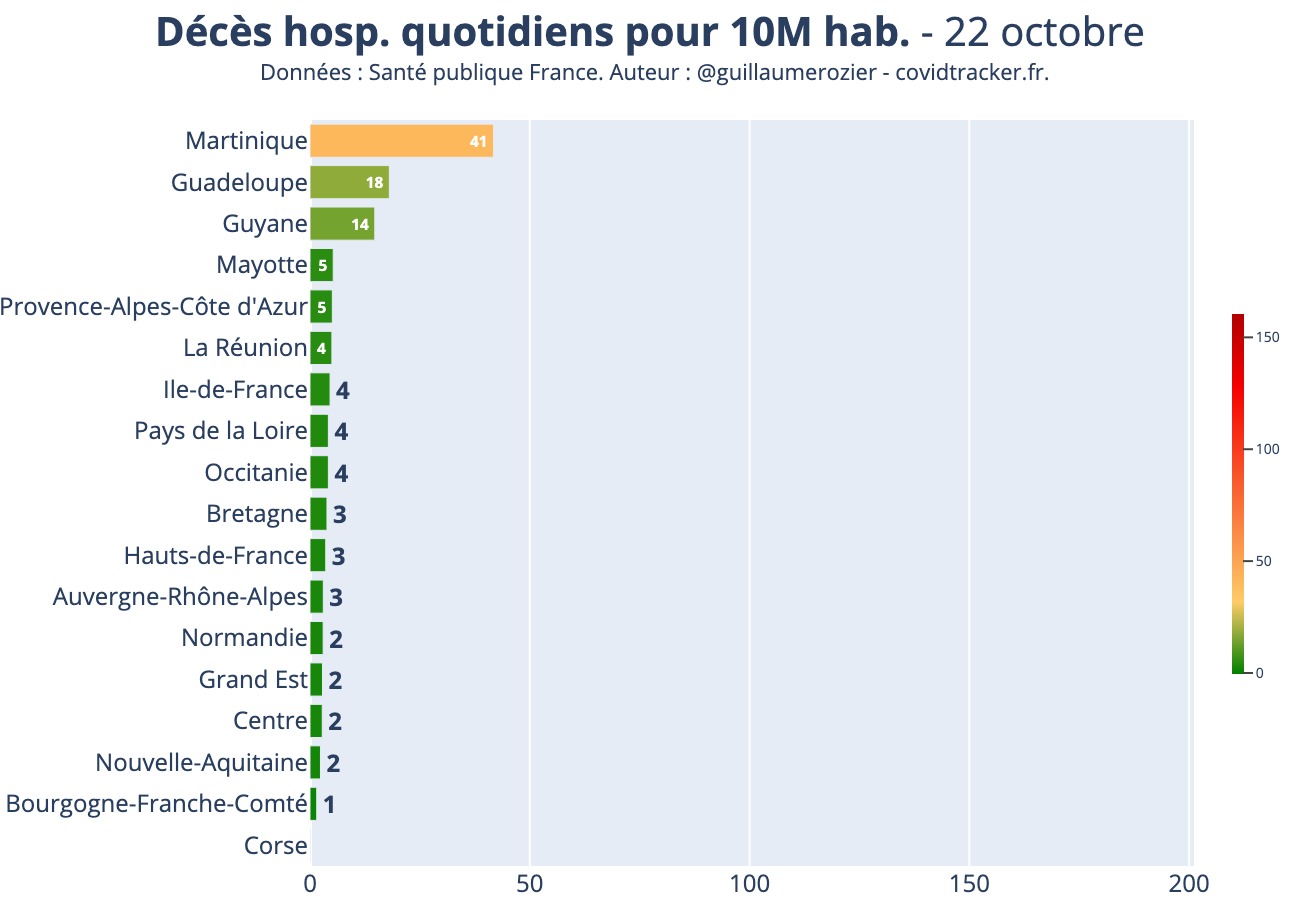 Décès hosp. quotidiens pour 10M hab. - 22 octobre
Données : Santé publique France. Auteur : @guillaumerozier - covidtracker.fr.
Martinique 41
Guadeloupe 18
Guyane 14
Mayotte 5
Provence-Alpes-Côte d'Azur 5
La Réunion 4
Ile-de-France 4
Pays de la Loire 4
Occitanie 4
Bretagne 3
Hauts-de-France 3
Auvergne-Rhône-Alpes 3
Normandie 2
Grand Est 2
Centre 2
Nouvelle-Aquitaine 2
Bourgogne-Franche-Comté 1
Corse
0 50 100 150 200
150
100
50
0